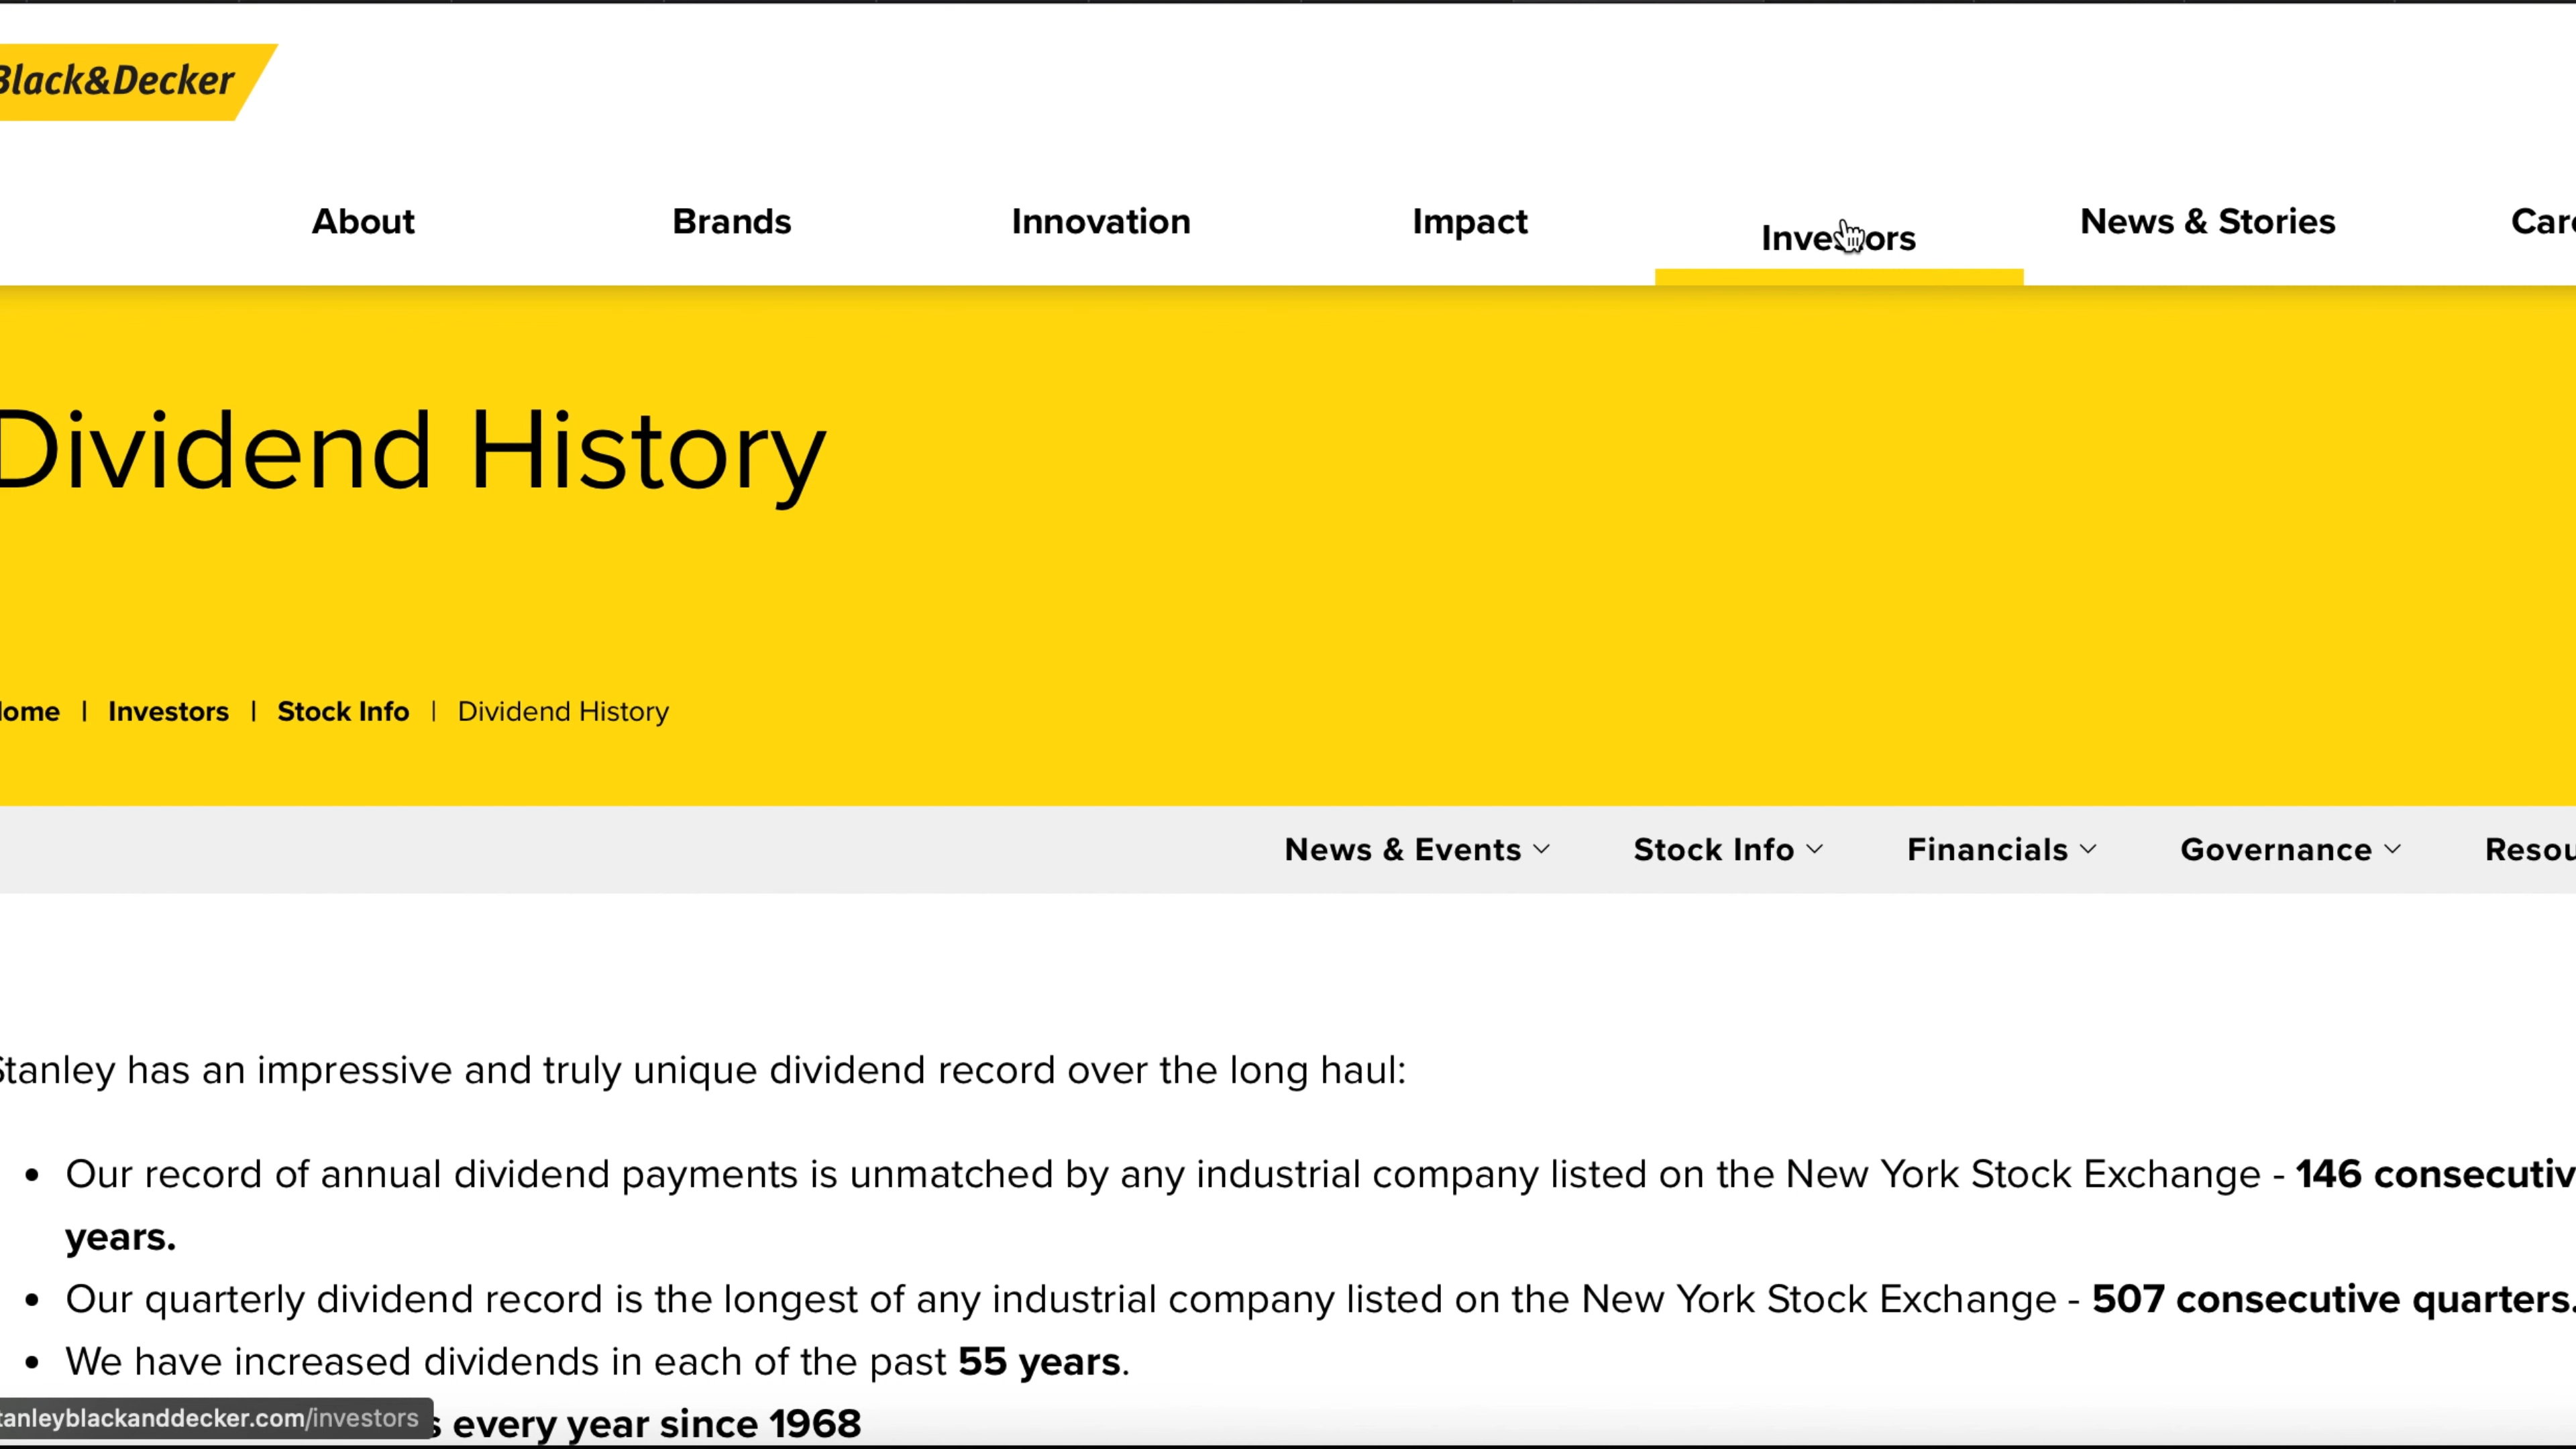 Black&Decker
About Brands Innovation Impact Investors News & Stories
Dividend History
Home | Investors | Stock Info | Dividend History
News & Events Stock Info Financials Governance
Stanley has an impressive and truly unique dividend record over the long haul:
• Our record of annual dividend payments is unmatched by any industrial company listed on the New York Stock Exchange - 146 consecutiv
years.
• Our quarterly dividend record is the longest of any industrial company listed on the New York Stock Exchange - 507 consecutive quarters.
• We have increased dividends in each of the past 55 years.
s every year since 1968
tanleyblackanddecker.com/investors